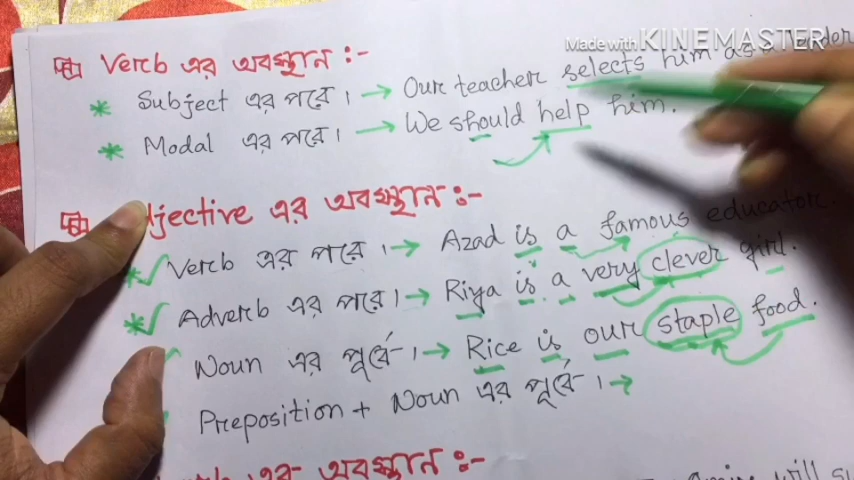 Made with KINEMASTER
Verb এর অবস্থান :-
* Subject এর পরে। → Our teacher selects him as
* Modal এর পরে। → We should help him.
Adjective এর অবস্থান :-
* Verb এর পরে। → Azad is a famous educator.
* Adverb এর পরে। → Riya is a very clever girl.
Noun এর পূর্বে। → Rice is our staple food.
Preposition + Noun এর পূর্বে। →
এর অবস্থান :-
will